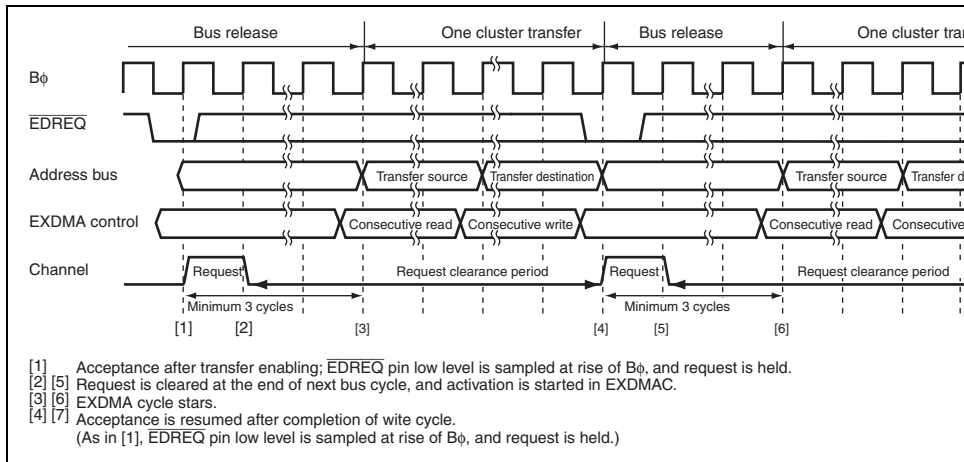 Bus release One cluster transfer Bus release One cluster tran
Bφ
EDREQ
Address bus Transfer source Transfer destination Transfer source Transfer d
EXDMA control Consecutive read Consecutive write Consecutive read Consecutive
Channel Request Request clearance period Request Request clearance period
Minimum 3 cycles Minimum 3 cycles
[1] [2] [3] [4] [5] [6]
[1] Acceptance after transfer enabling; EDREQ pin low level is sampled at rise of Bφ, and request is held.
[2] [5] Request is cleared at the end of next bus cycle, and activation is started in EXDMAC.
[3] [6] EXDMA cycle stars.
[4] [7] Acceptance is resumed after completion of wite cycle.
(As in [1], EDREQ pin low level is sampled at rise of Bφ, and request is held.)